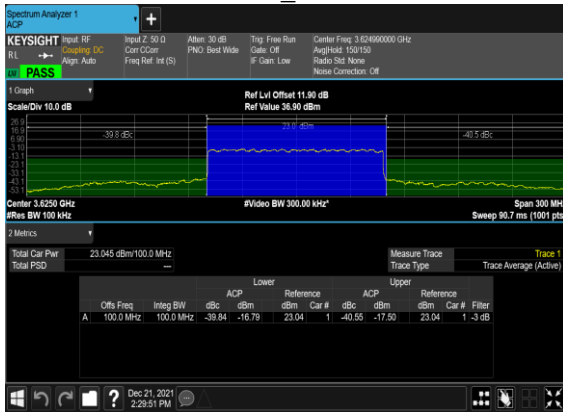 Spectrum Analyzer 1
ACP
+
KEYSIGHT Input: RF Input Z: 50 Ω Atten: 30 dB Trig: Free Run Center Freq: 3.624990000 GHz
RL Coupling: DC Corr CCorr PNO: Best Wide Gate: Off Avg|Hold: 150/150
Align: Auto Freq Ref: Int (S) IF Gain: Low Radio Std: None
PASS Noise Correction: Off
1 Graph Ref Lvl Offset 11.90 dB
Scale/Div 10.0 dB Ref Value 36.90 dBm
26.9
16.9
6.90
-3.10
-13.1
-23.1
-33.1
-43.1
-53.1
-39.8 dBc 23.0 dBm -40.5 dBc
Center 3.6250 GHz #Video BW 300.00 kHz* Span 300 MH
#Res BW 100 kHz Sweep 90.7 ms (1001 pts
2 Metrics
Total Car Pwr 23.045 dBm/100.0 MHz Measure Trace Trace 1
Total PSD --- Trace Type Trace Average (Active)
Lower Upper
ACP Reference ACP Reference
Offs Freq Integ BW dBc dBm dBm Car # dBc dBm dBm Car # Filter
A 100.0 MHz 100.0 MHz -39.84 -16.79 23.04 1 -40.55 -17.50 23.04 1 -3 dB
? Dec 21, 2021
2:29:51 PM